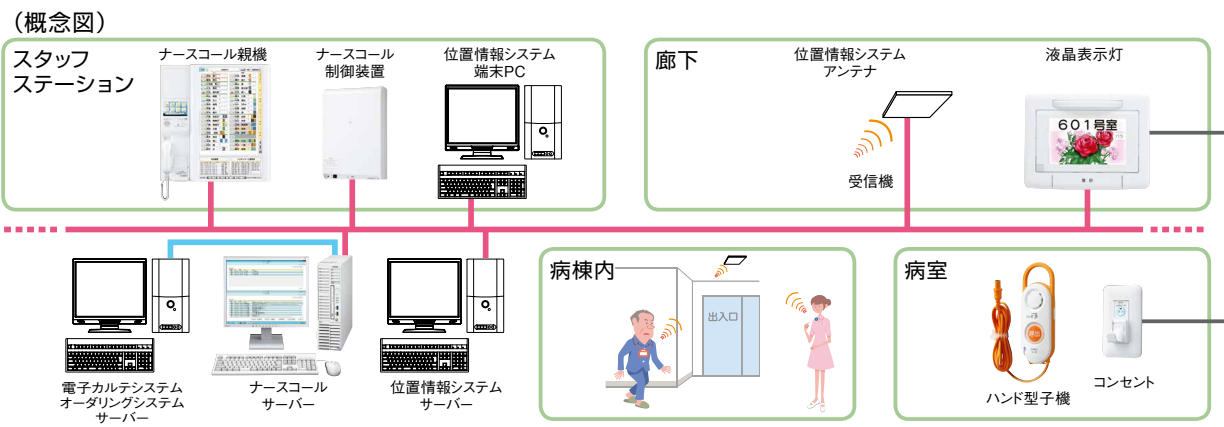 （概念図）
スタッフ
ステーション
ナースコール親機
ナースコール
制御装置
位置情報システム
端末PC
廊下
位置情報システム
アンテナ
受信機
液晶表示灯
601号室
電子カルテシステム
オーダリングシステム
サーバー
ナースコール
サーバー
位置情報システム
サーバー
病棟内
出入口
病室
ハンド型子機
コンセント